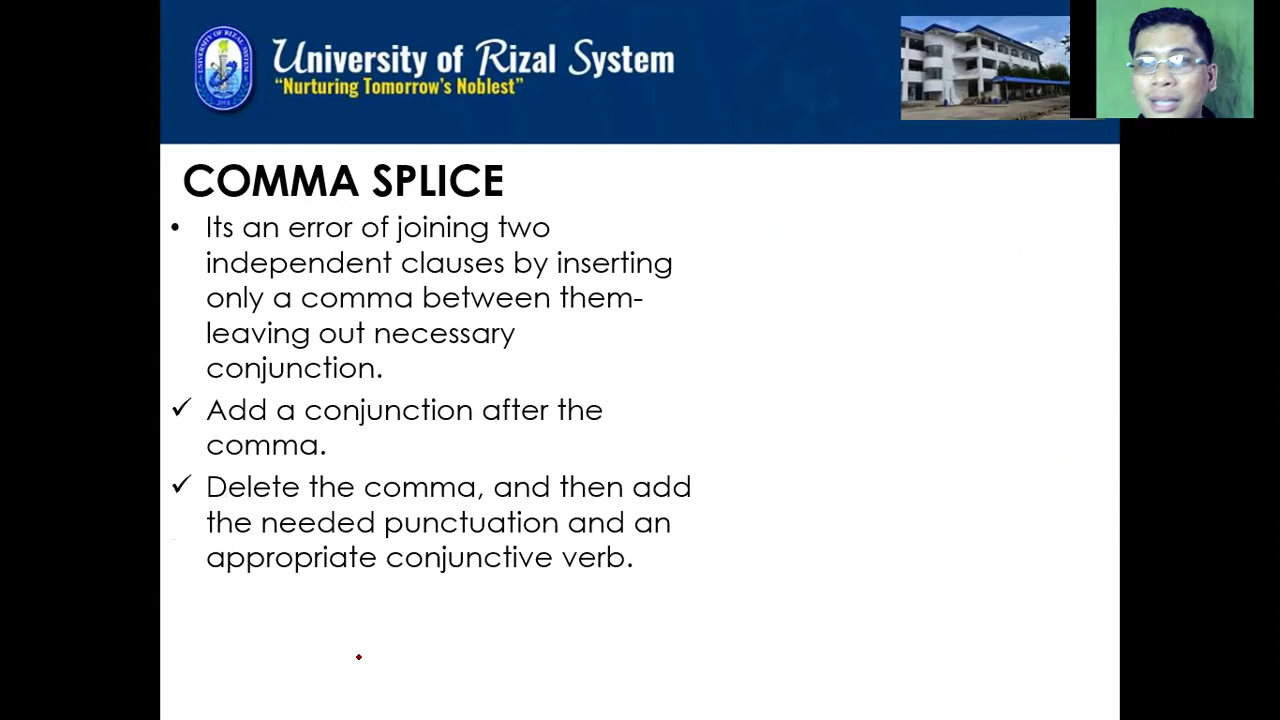 University of Rizal System
“Nurturing Tomorrow’s Noblest”
COMMA SPLICE
• Its an error of joining two
independent clauses by inserting
only a comma between them-
leaving out necessary
conjunction.
✓ Add a conjunction after the
comma.
✓ Delete the comma, and then add
the needed punctuation and an
appropriate conjunctive verb.